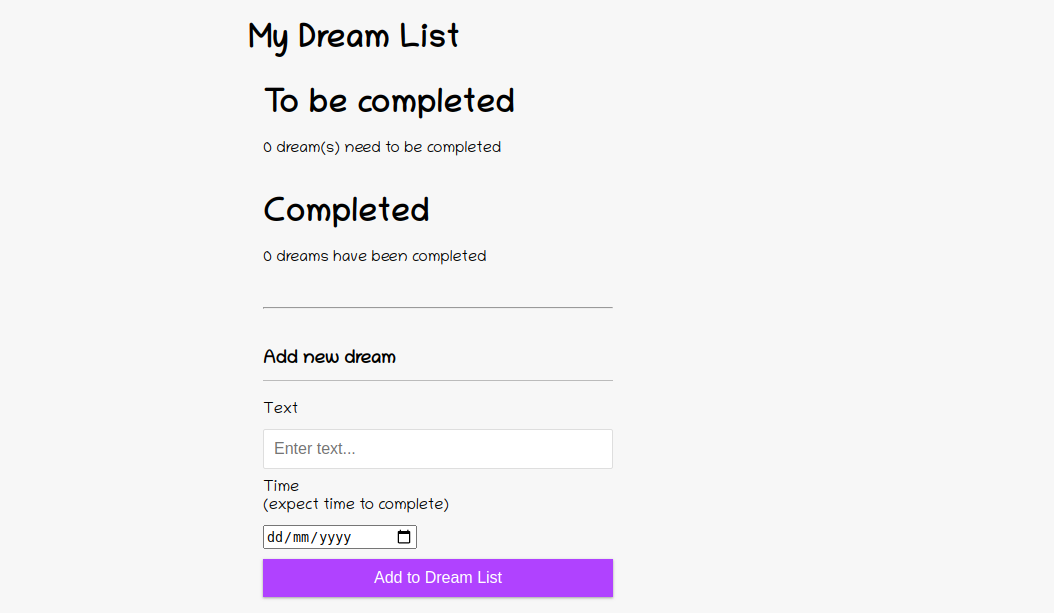 My Dream List
To be completed
0 dream(s) need to be completed
Completed
0 dreams have been completed
Add new dream
Text
Enter text...
Time
(expect time to complete)
dd/mm/yyyy
Add to Dream List